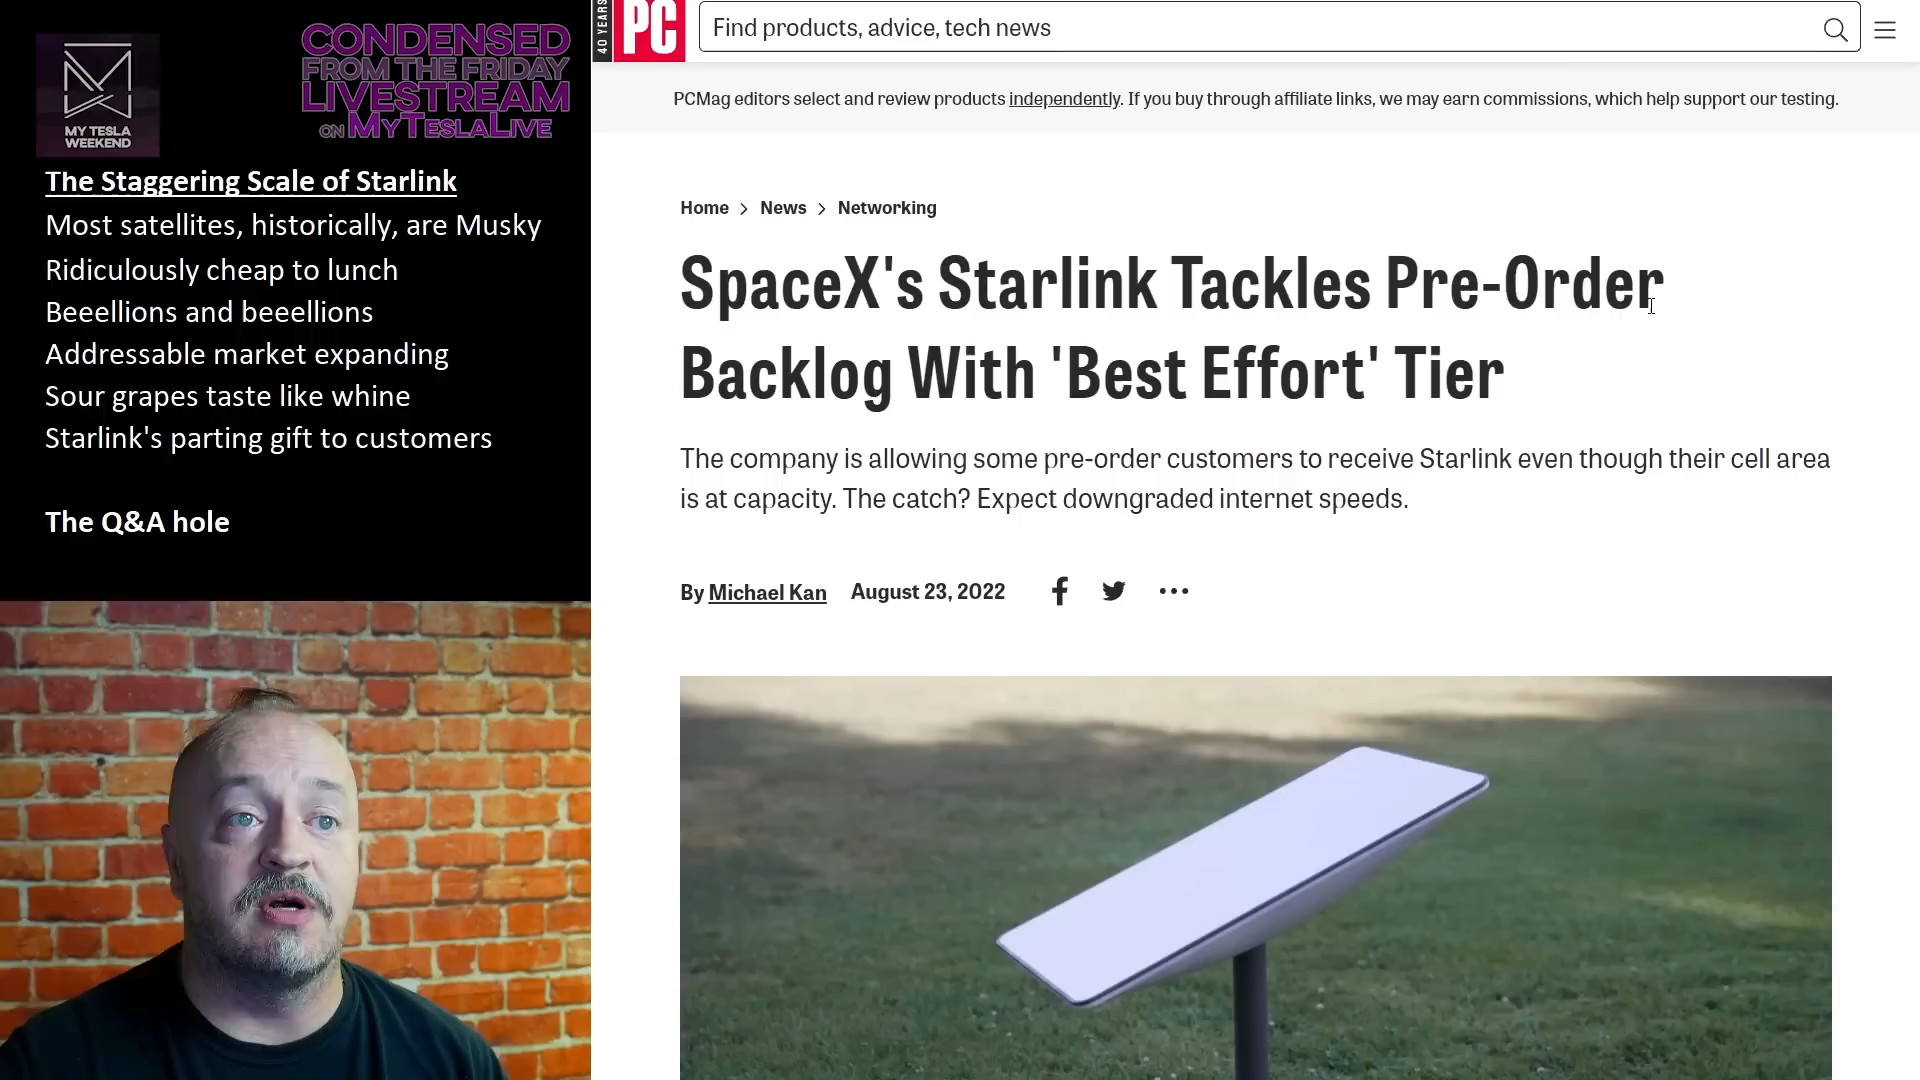 MY TESLA
WEEKEND
CONDENSED
FROM THE FRIDAY
LIVESTREAM
ON MYTESLALIVE
The Staggering Scale of Starlink
Most satellites, historically, are Musky
Ridiculously cheap to lunch
Beeellions and beeellions
Addressable market expanding
Sour grapes taste like whine
Starlink's parting gift to customers
The Q&A hole
40 YEARS
PC
Find products, advice, tech news
PCMag editors select and review products independently. If you buy through affiliate links, we may earn commissions, which help support our testing.
Home > News > Networking
SpaceX's Starlink Tackles Pre-Order
Backlog With 'Best Effort' Tier
The company is allowing some pre-order customers to receive Starlink even though their cell area
is at capacity. The catch? Expect downgraded internet speeds.
By Michael Kan August 23, 2022